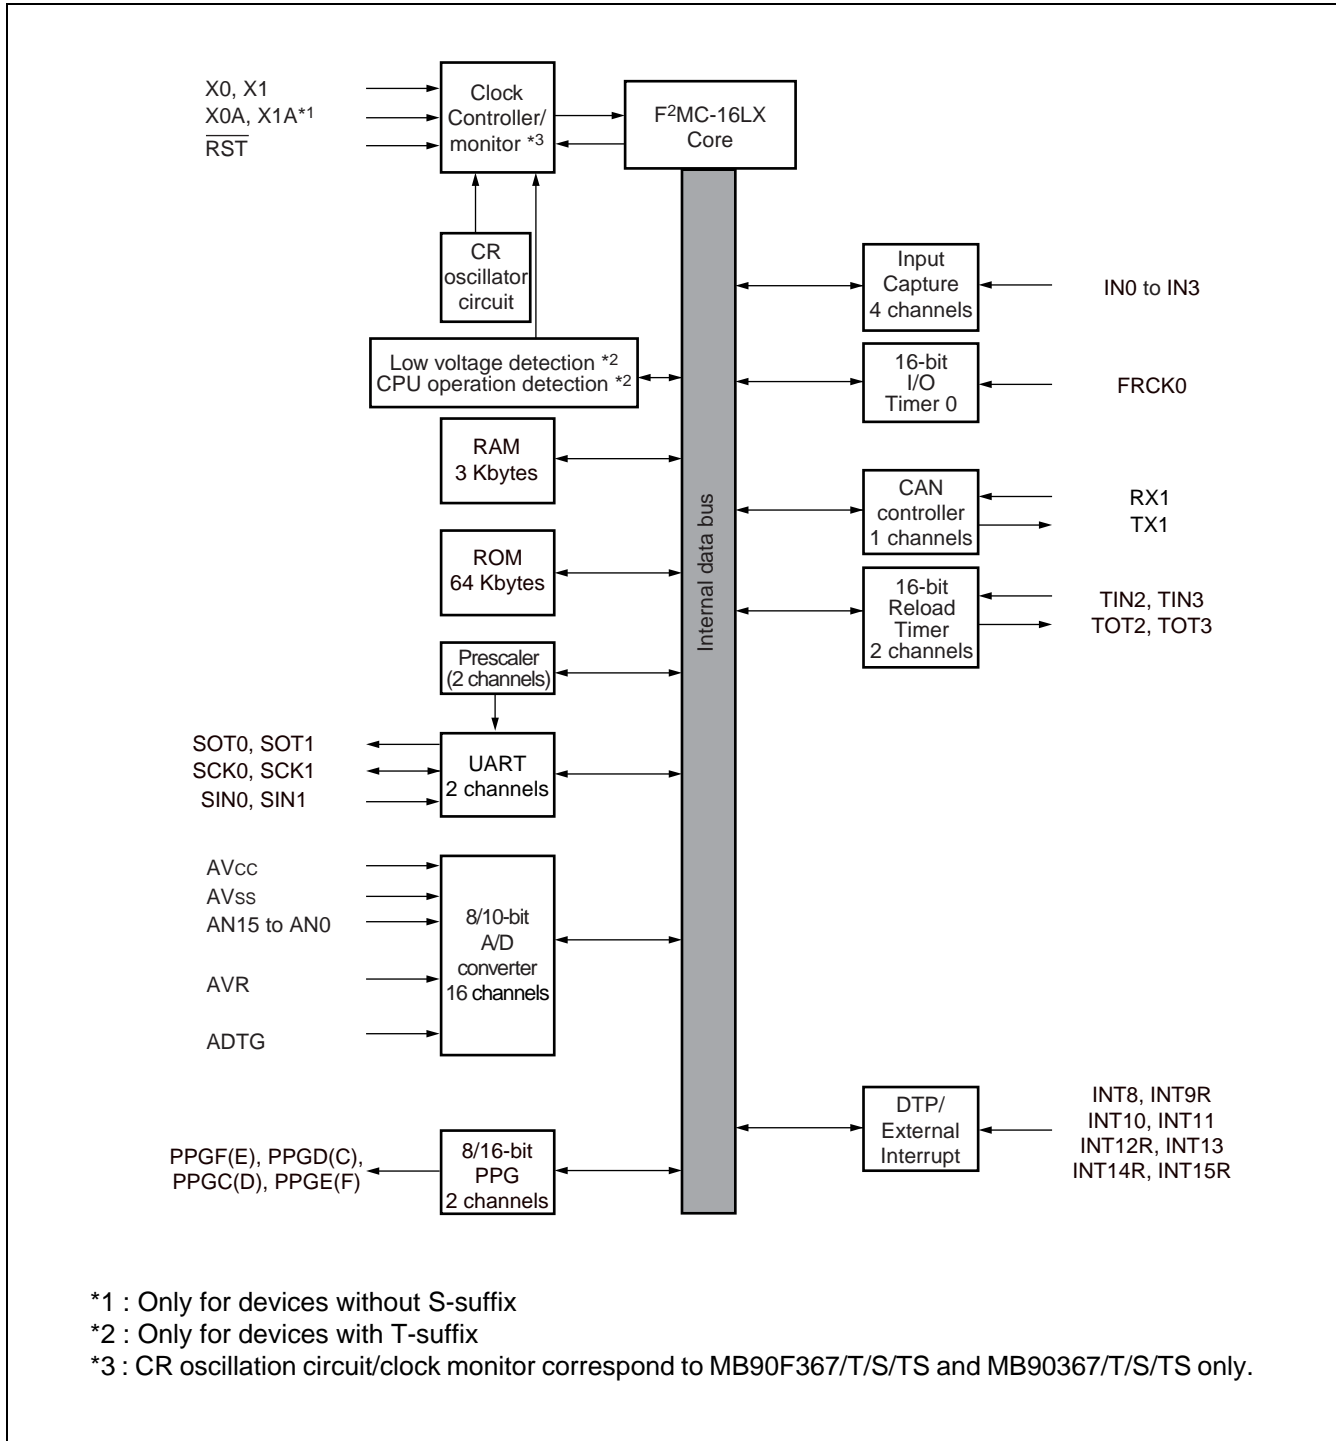 X0, X1
X0A, X1A*1
RST
Clock
Controller/
monitor *3
F2MC-16LX
Core
CR
oscillator
circuit
Low voltage detection *2
CPU operation detection *2
RAM
3 Kbytes
ROM
64 Kbytes
Prescaler
(2 channels)
SOT0, SOT1
SCK0, SCK1
SIN0, SIN1
UART
2 channels
AVCC
AVSS
AN15 to AN0
AVR
ADTG
8/10-bit
A/D
converter
16 channels
PPGF(E), PPGD(C),
PPGC(D), PPGE(F)
8/16-bit
PPG
2 channels
Internal data bus
Input
Capture
4 channels
IN0 to IN3
16-bit
I/O
Timer 0
FRCK0
CAN
controller
1 channels
RX1
TX1
16-bit
Reload
Timer
2 channels
TIN2, TIN3
TOT2, TOT3
DTP/
External
Interrupt
INT8, INT9R
INT10, INT11
INT12R, INT13
INT14R, INT15R
*1 : Only for devices without S-suffix
*2 : Only for devices with T-suffix
*3 : CR oscillation circuit/clock monitor correspond to MB90F367/T/S/TS and MB90367/T/S/TS only.